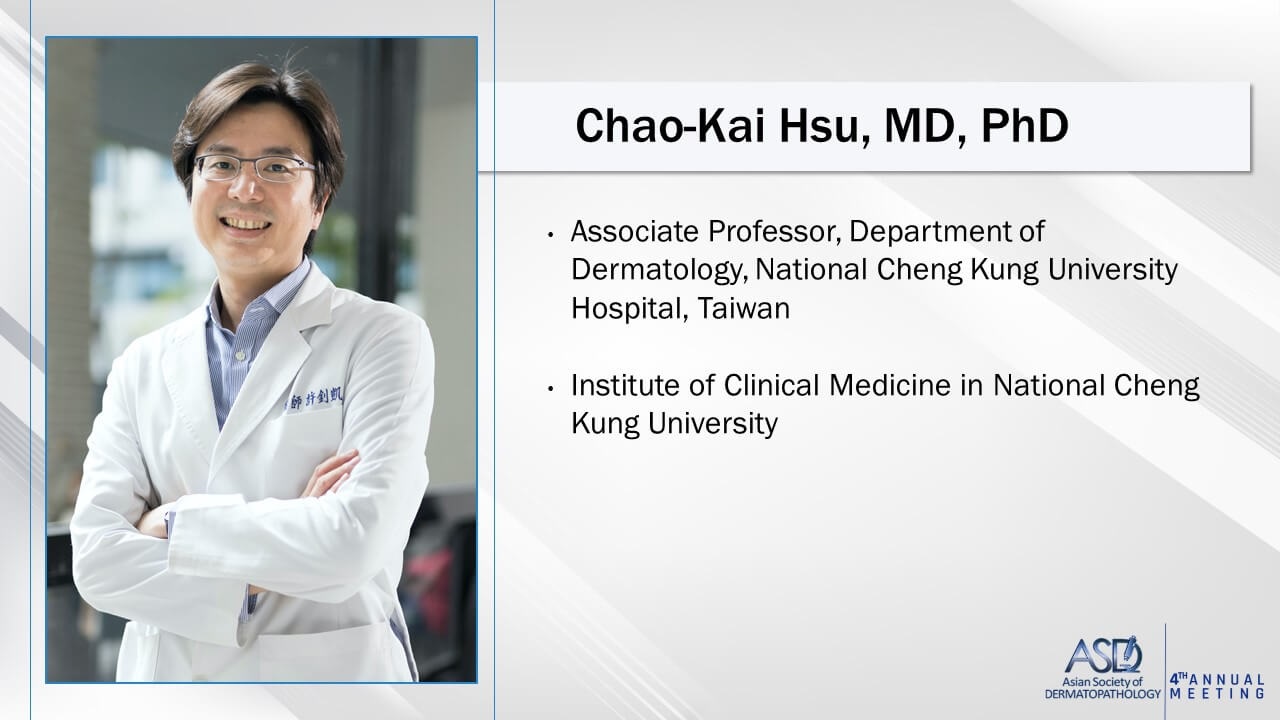 Chao-Kai Hsu, MD, PhD
• Associate Professor, Department of
Dermatology, National Cheng Kung University
Hospital, Taiwan
• Institute of Clinical Medicine in National Cheng
Kung University
師許釗凱
ASD
Asian Society of
DERMATOPATHOLOGY
4TH ANNUAL
MEETING